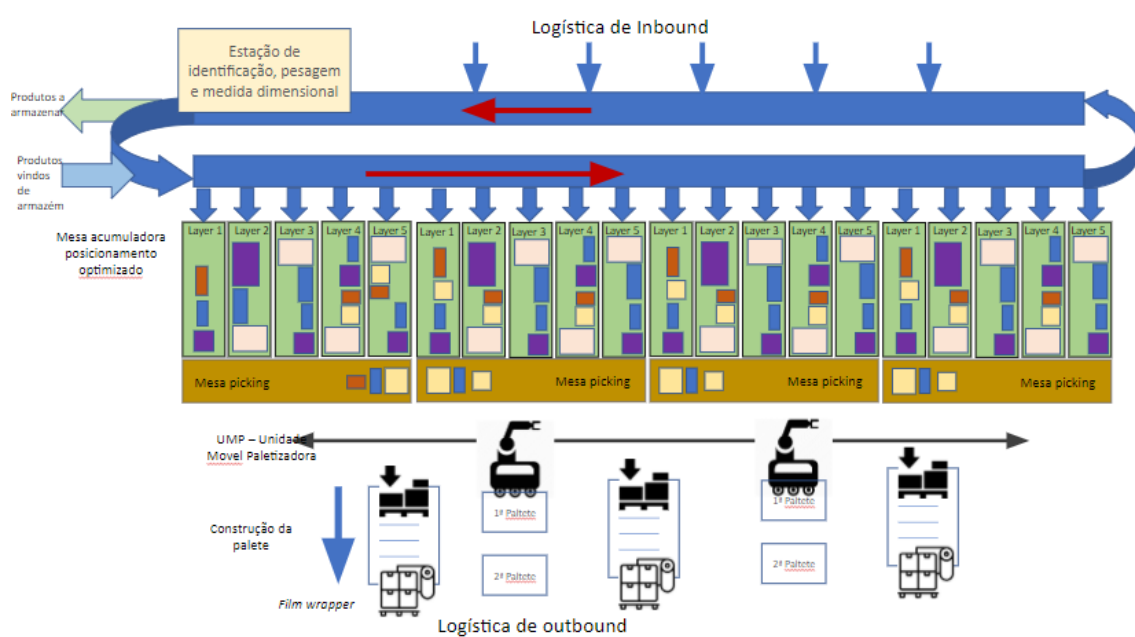 Logística de Inbound
Estação de
identificação, pesagem
e medida dimensional
Produtos a
armazenar
Produtos
vindos
de
armazém
Mesa acumuladora
posicionamento
optimizado
Layer 1 Layer 2 Layer 3 Layer 4 Layer 5 Layer 1 Layer 2 Layer 3 Layer 4 Layer 5 Layer 1 Layer 2 Layer 3 Layer 4 Layer 5 Layer 1 Layer 2 Layer 3 Layer 4 Layer 5
Mesa picking Mesa picking Mesa picking Mesa picking
UMP – Unidade
Movel Paletizadora
1ª Paltete 1ª Paltete
Construção da
palete
2ª Paltete 2ª Paltete
Film wrapper
Logística de outbound